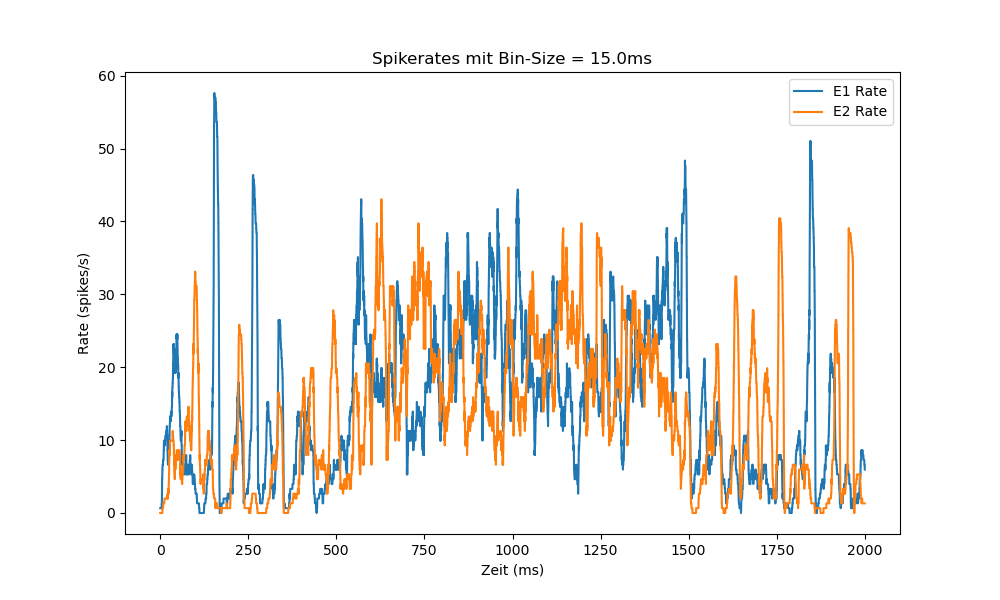 Spikerates mit Bin-Size = 15.0ms
E1 Rate
E2 Rate
60
50
40
30
20
10
0
Rate (spikes/s)
0 250 500 750 1000 1250 1500 1750 2000
Zeit (ms)